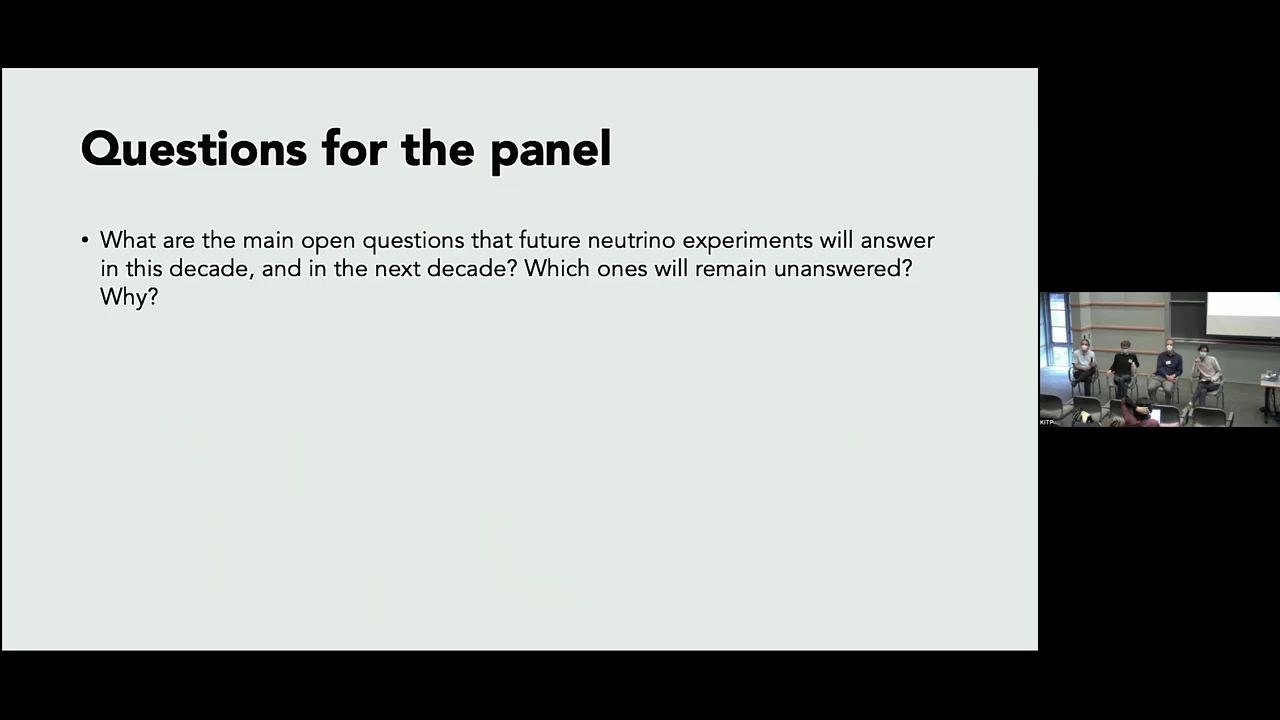 Questions for the panel
• What are the main open questions that future neutrino experiments will answer
in this decade, and in the next decade? Which ones will remain unanswered?
Why?
KITP